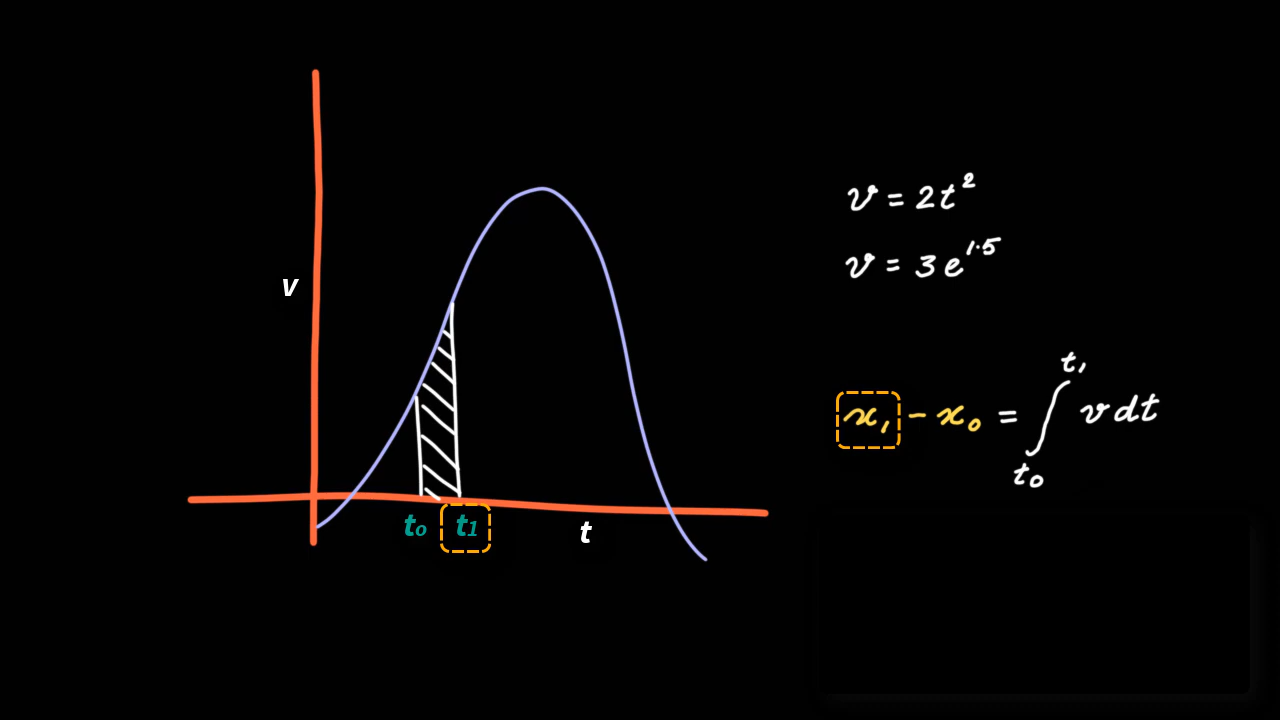 v
t₀ t₁ t
v = 2t²
v = 3e^1.5
x₁ - x₀ = ∫_{t₀}^{t₁} v dt